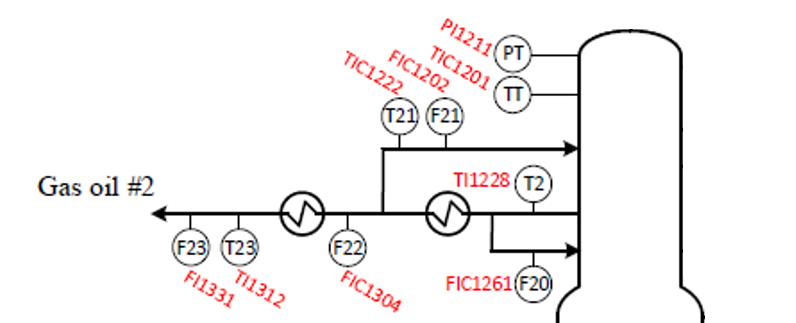 PI1211
PT
TIC1201
TT
FIC1202
TIC1222
T21
F21
Gas oil #2
TI1228
T2
F23
T23
F22
FI1331
TI1312
FIC1304
FIC1261
F20